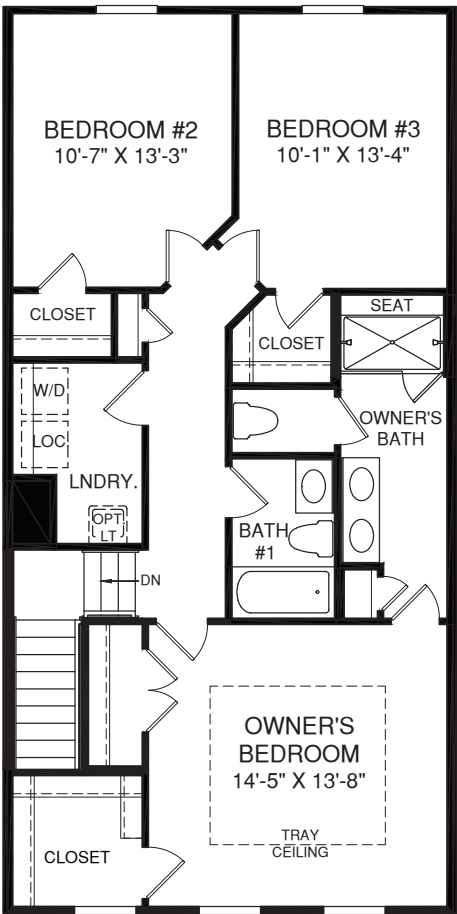 BEDROOM #2
10'-7" X 13'-3"
BEDROOM #3
10'-1" X 13'-4"
CLOSET
CLOSET
SEAT
W/D
LOC
LNDRY.
OPT
LT
OWNER'S
BATH
BATH
#1
DN
OWNER'S
BEDROOM
14'-5" X 13'-8"
TRAY
CEILING
CLOSET